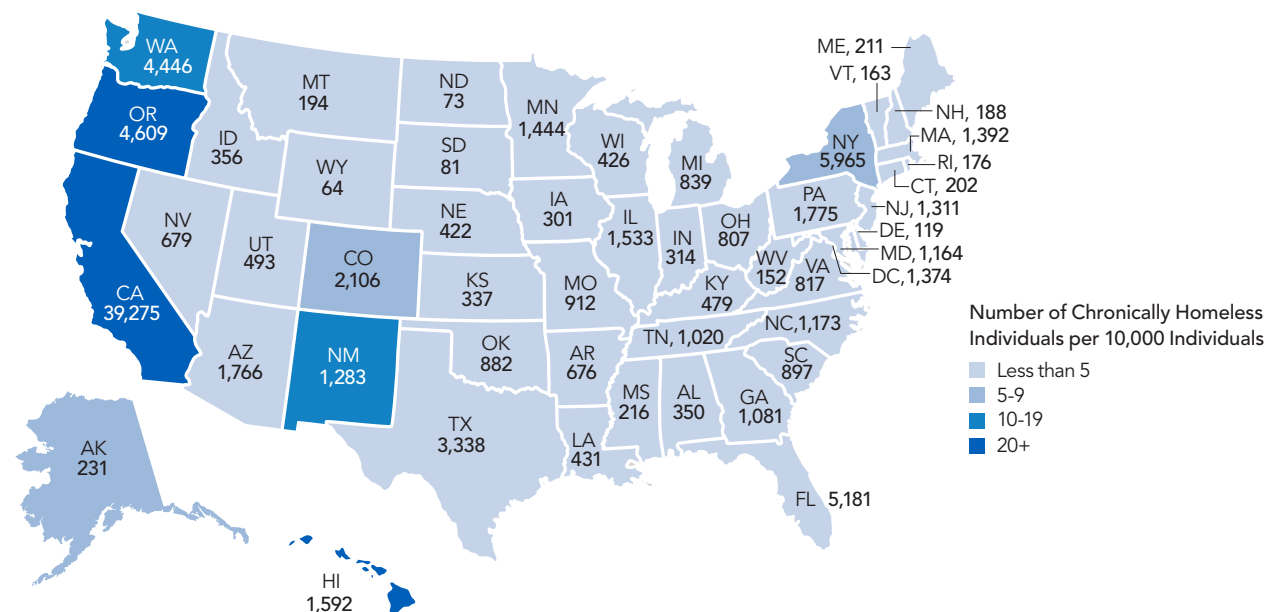 WA
4,446
OR
4,609
CA
39,275
ID
356
NV
679
MT
194
WY
64
UT
493
CO
2,106
AZ
1,766
NM
1,283
ND
73
SD
81
NE
422
KS
337
OK
882
TX
3,338
MN
1,444
IA
301
MO
912
AR
676
LA
431
WI
426
IL
1,533
MI
839
IN
314
OH
807
KY
479
TN, 1,020
MS
216
AL
350
GA
1,081
FL 5,181
SC
897
NC,1,173
WV
152
VA
817
PA
1,775
NY
5,965
ME, 211
VT, 163
NH, 188
MA, 1,392
RI, 176
CT, 202
NJ, 1,311
DE, 119
MD, 1,164
DC,1,374
AK
231
HI
1,592
Number of Chronically Homeless
Individuals per 10,000 Individuals
Less than 5
5-9
10-19
20+